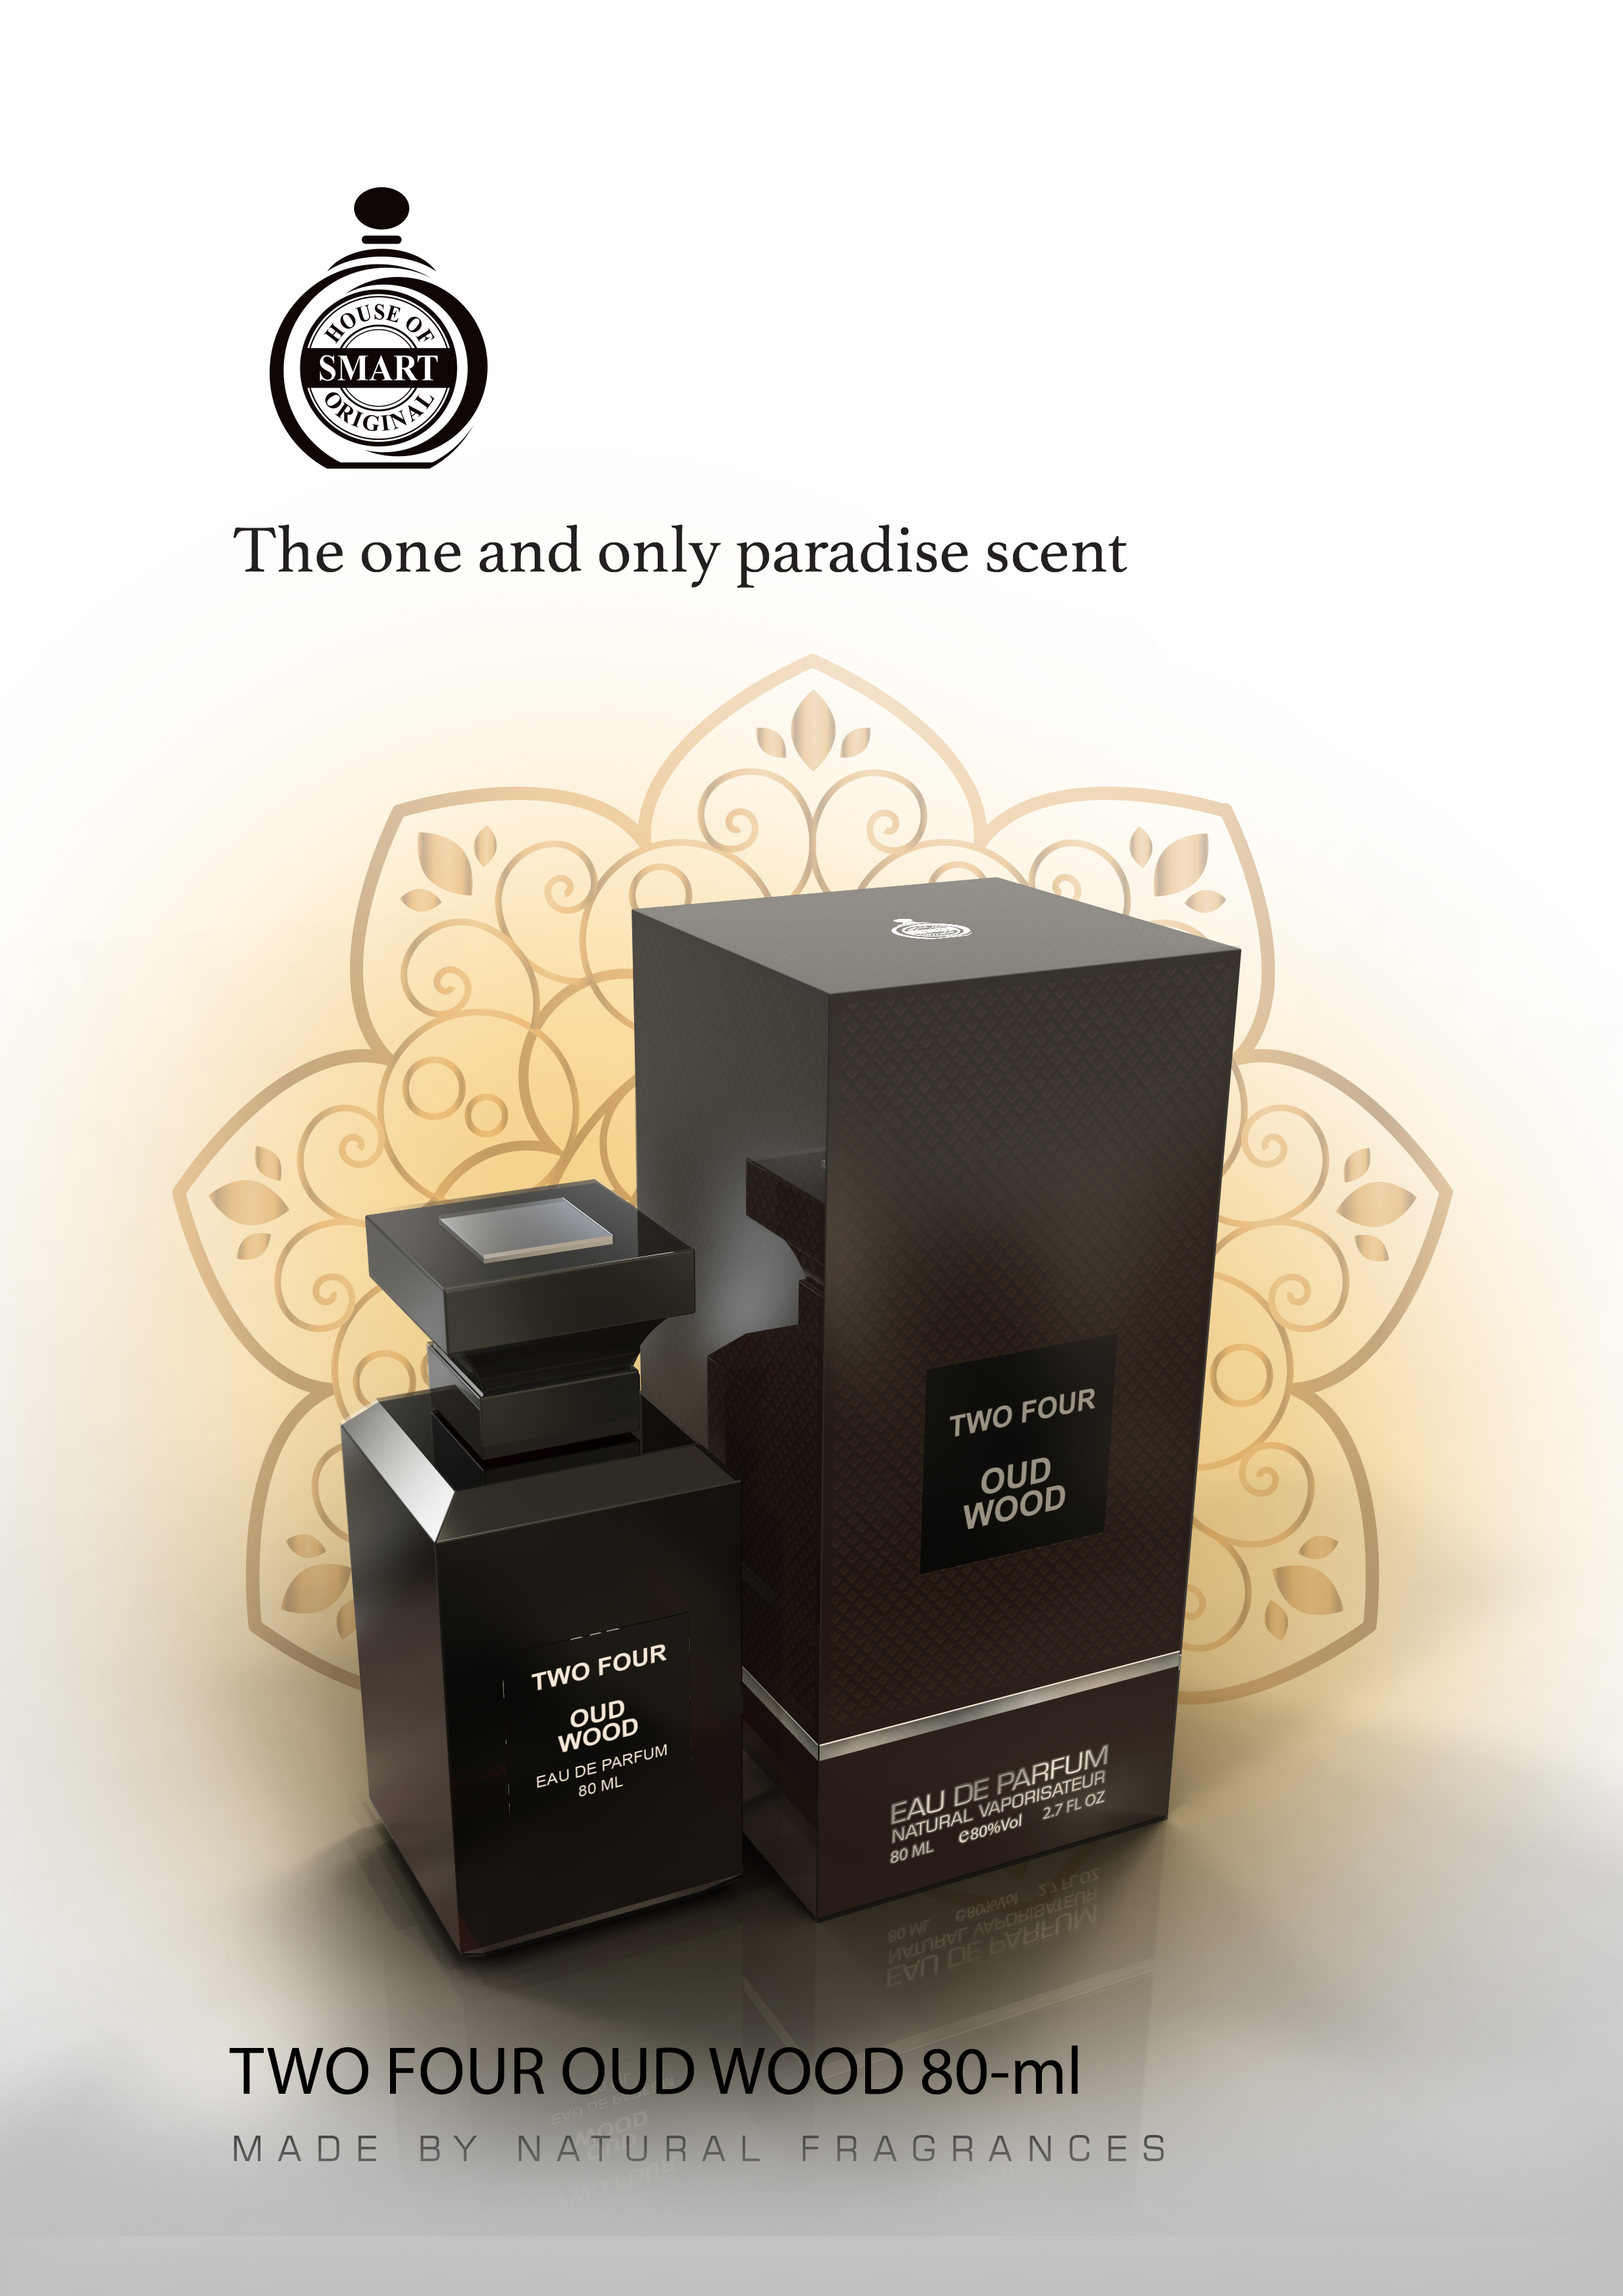 HOUSE OF
SMART
ORIGINAL
The one and only paradise scent
TWO FOUR
OUD
WOOD
TWO FOUR
OUD
WOOD
EAU DE PARFUM
80 ML
EAU DE PARFUM
NATURAL VAPORISATEUR
80 ML e80%Vol 2.7 FL OZ
TWO FOUR OUD WOOD 80-ml
MADE BY NATURAL FRAGRANCES